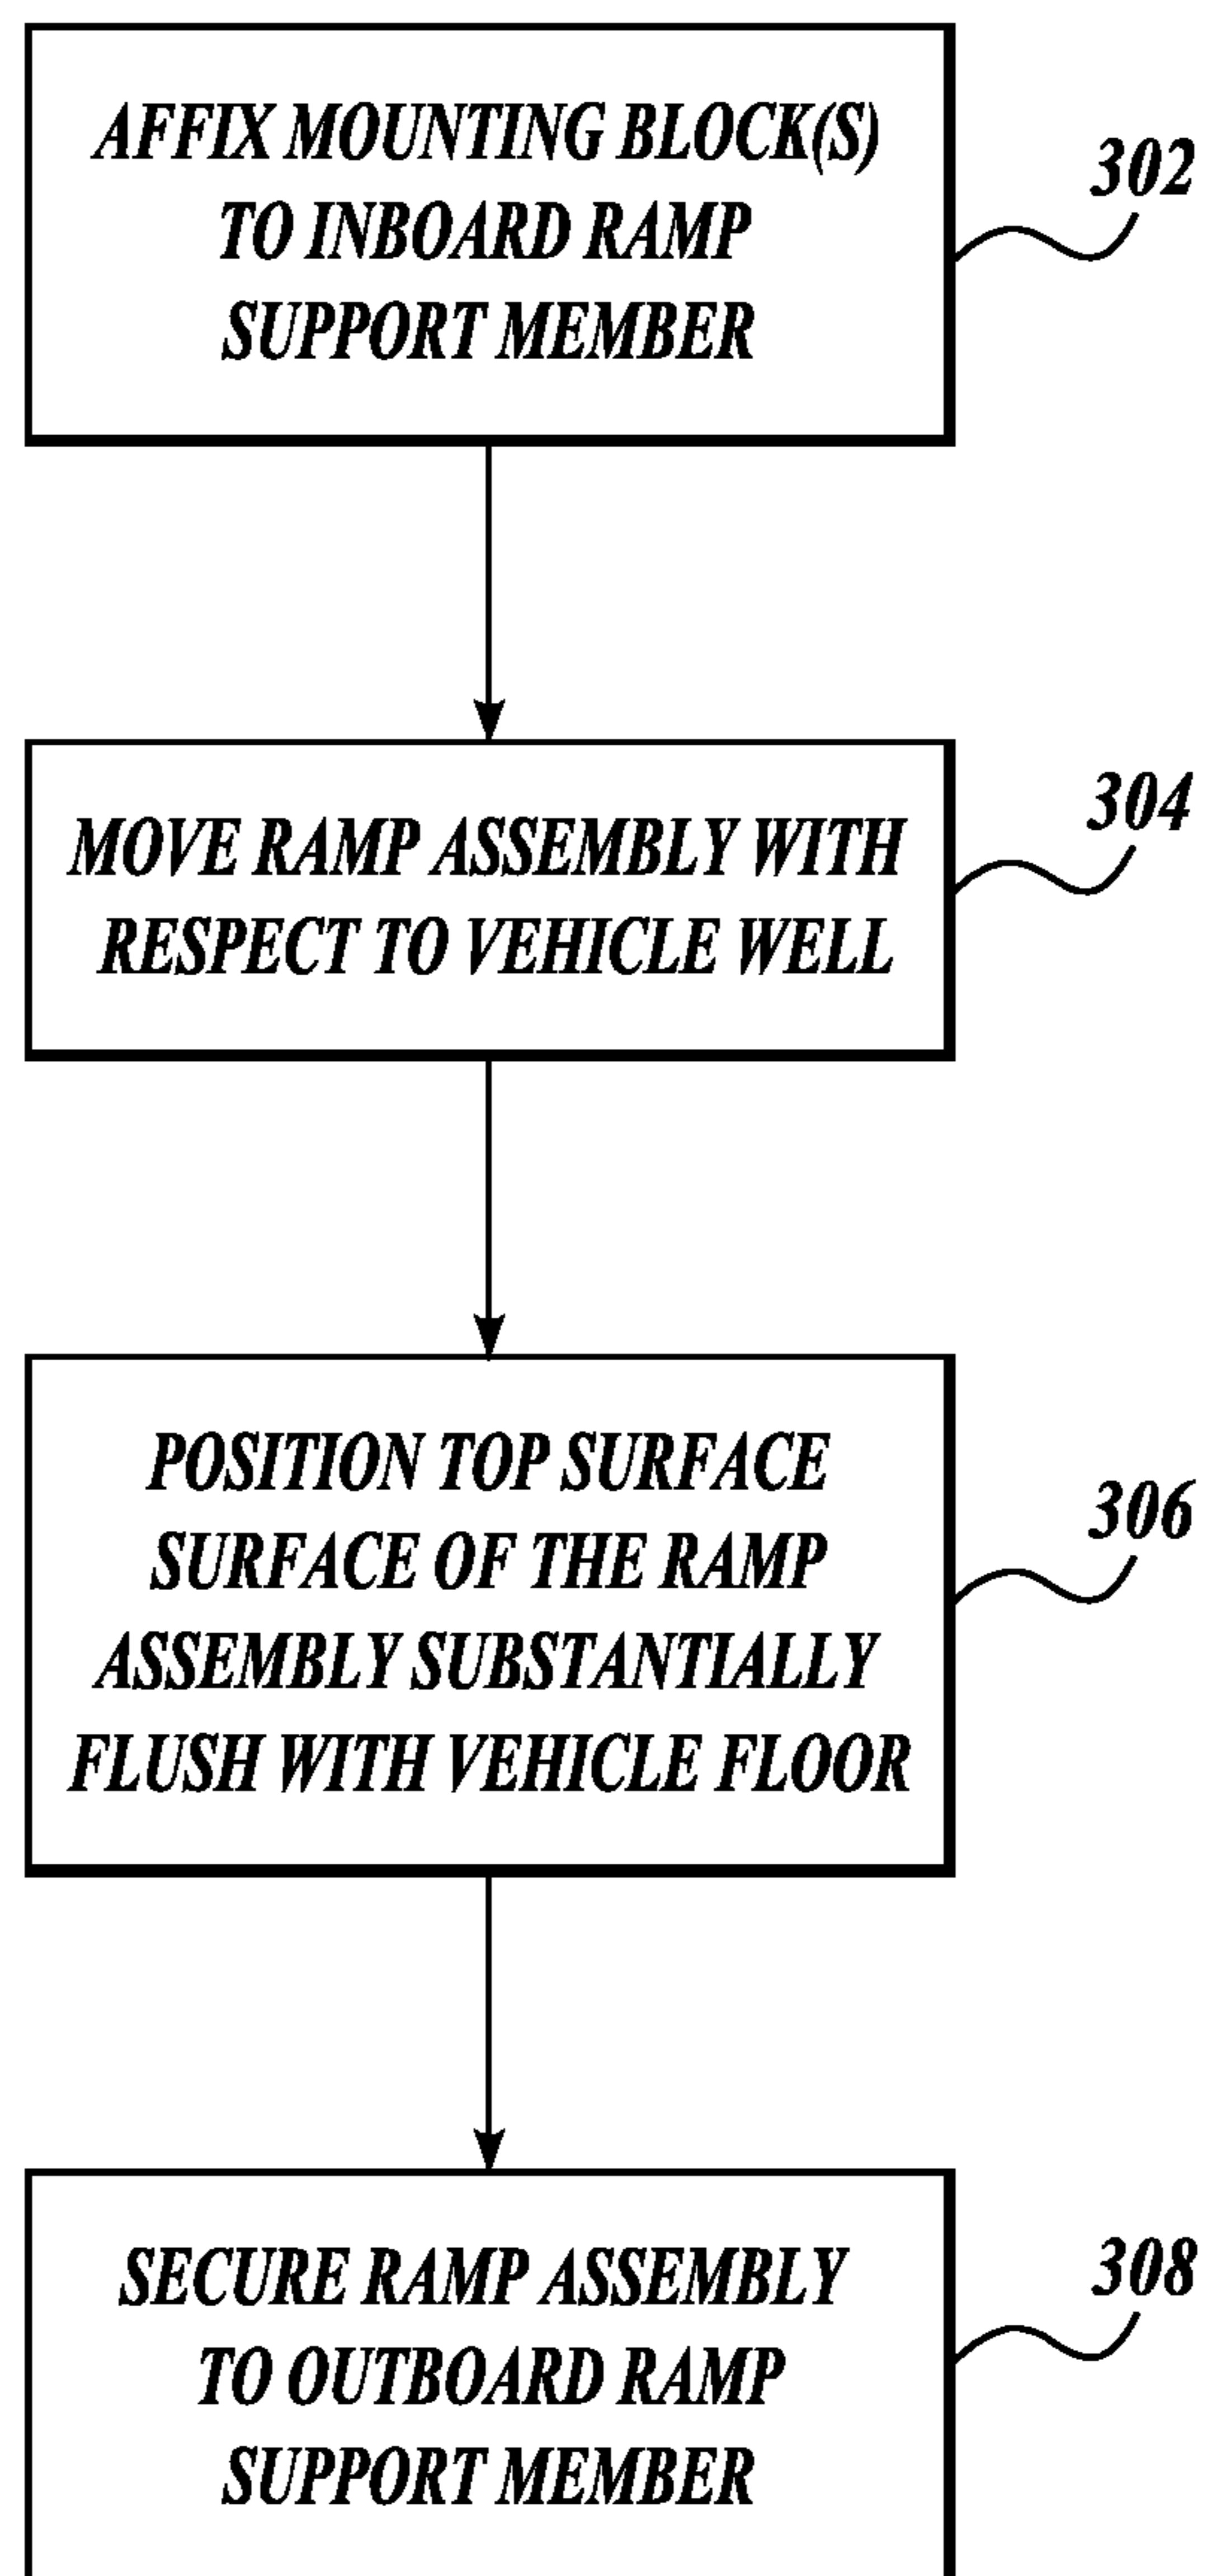 AFFIX MOUNTING BLOCK(S)
TO INBOARD RAMP
SUPPORT MEMBER
302
MOVE RAMP ASSEMBLY WITH
RESPECT TO VEHICLE WELL
304
POSITION TOP SURFACE
SURFACE OF THE RAMP
ASSEMBLY SUBSTANTIALLY
FLUSH WITH VEHICLE FLOOR
306
SECURE RAMP ASSEMBLY
TO OUTBOARD RAMP
SUPPORT MEMBER
308